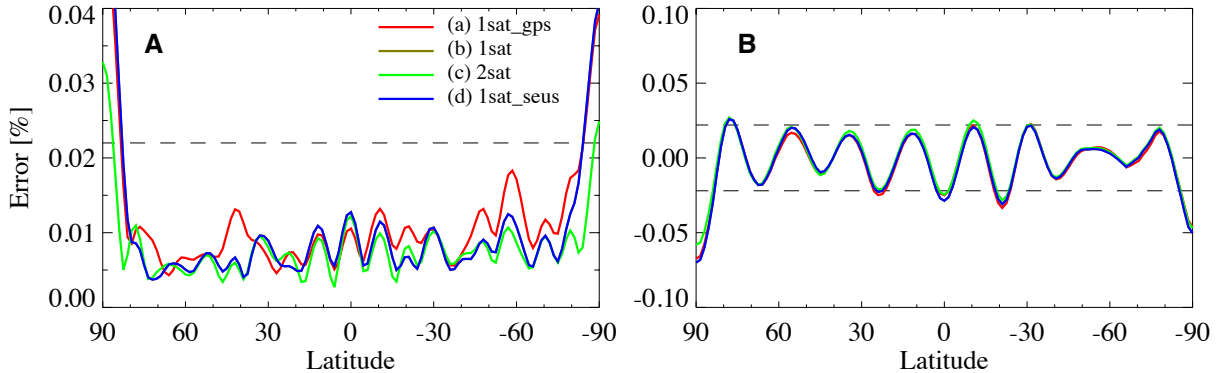 0.04
0.03
0.02
0.01
0.00
Error [%]
A
(a) 1sat_gps
(b) 1sat
(c) 2sat
(d) 1sat_seus
90 60 30 0 -30 -60 -90
Latitude
0.10
0.05
0.00
-0.05
-0.10
B
90 60 30 0 -30 -60 -90
Latitude